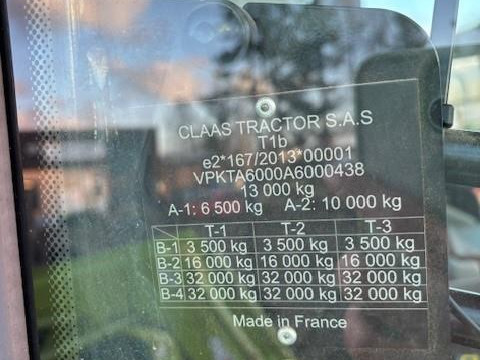 CLAAS TRACTOR S.A.S
T1b
e2*167/2013*00001
VPKTA6000A6000438
13 000 kg
A-1: 6 500 kg A-2: 10 000 kg
T-1 T-2 T-3
B-1 3 500 kg 3 500 kg 3 500 kg
B-2 16 000 kg 16 000 kg 16 000 kg
B-3 32 000 kg 32 000 kg 32 000 kg
B-4 32 000 kg 32 000 kg 32 000 kg
Made in France